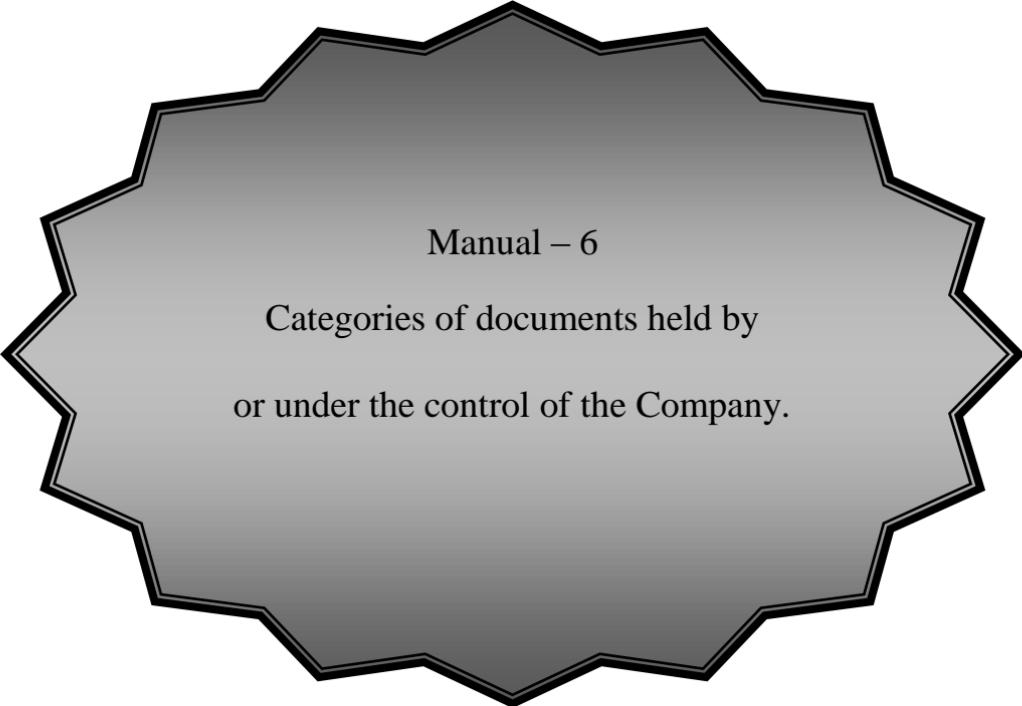 Manual – 6
Categories of documents held by
or under the control of the Company.